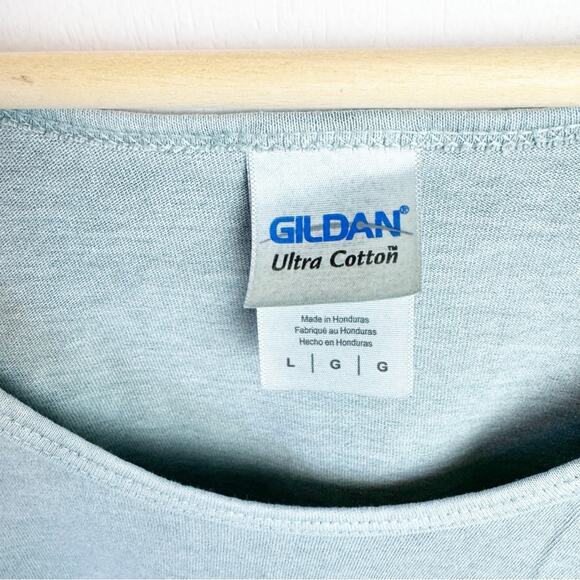 GILDAN®
Ultra Cotton™
Made in Honduras
Fabriqué au Honduras
Hecho en Honduras
L | G | G